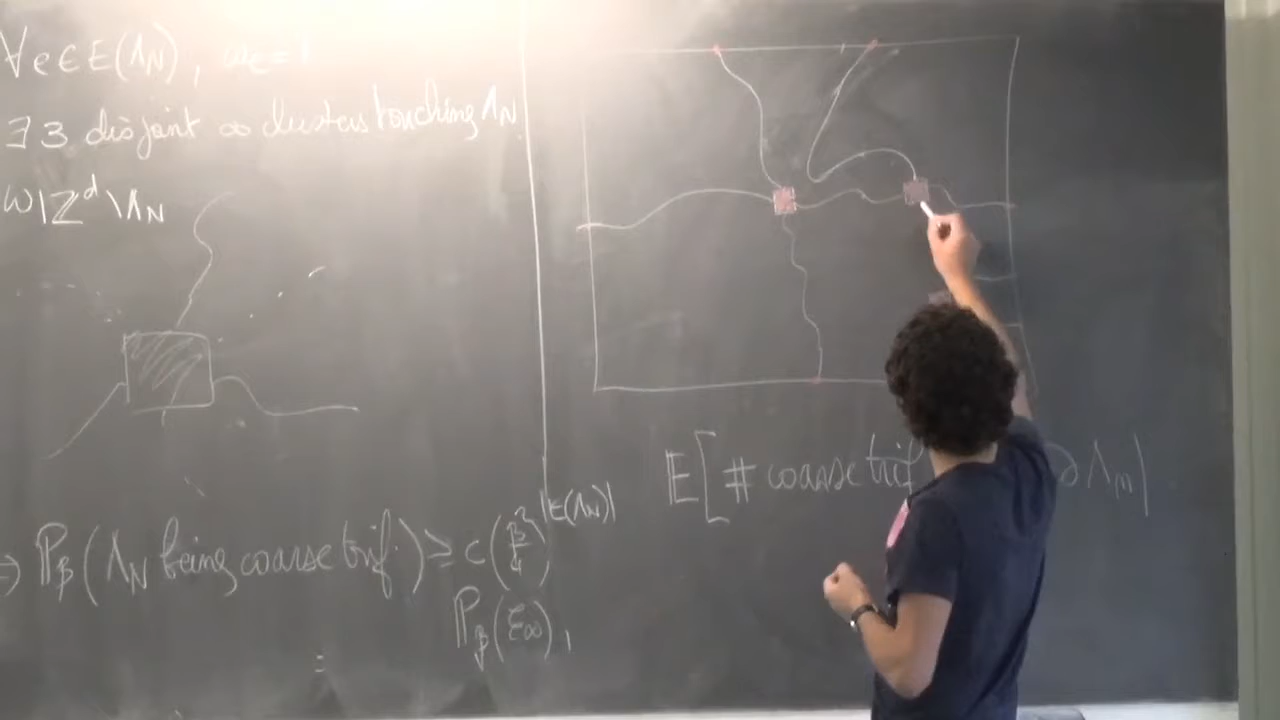 ∀ e ∈ E(Λ_N), ω_e = 1
∃ 3 disjoint ∞ clusters touching Λ_N
ω|ℤ^d \ Λ_N
ℙ_β(Λ_N being coarse trif.) ≥ c( )^|E(Λ_N)|
ℙ_β(ℰ_∞),
𝔼[# coarse trif ∂Λ_n|